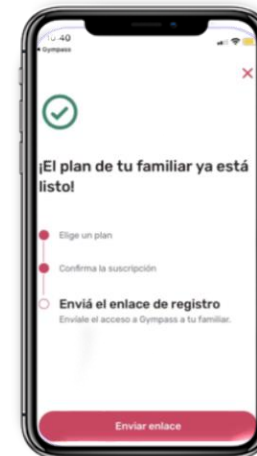 10:40
Gympass
¡El plan de tu familiar ya está
listo!
Elige un plan
Confirma la suscripción
Enviá el enlace de registro
Envíale el acceso a Gympass a tu familiar.
Enviar enlace